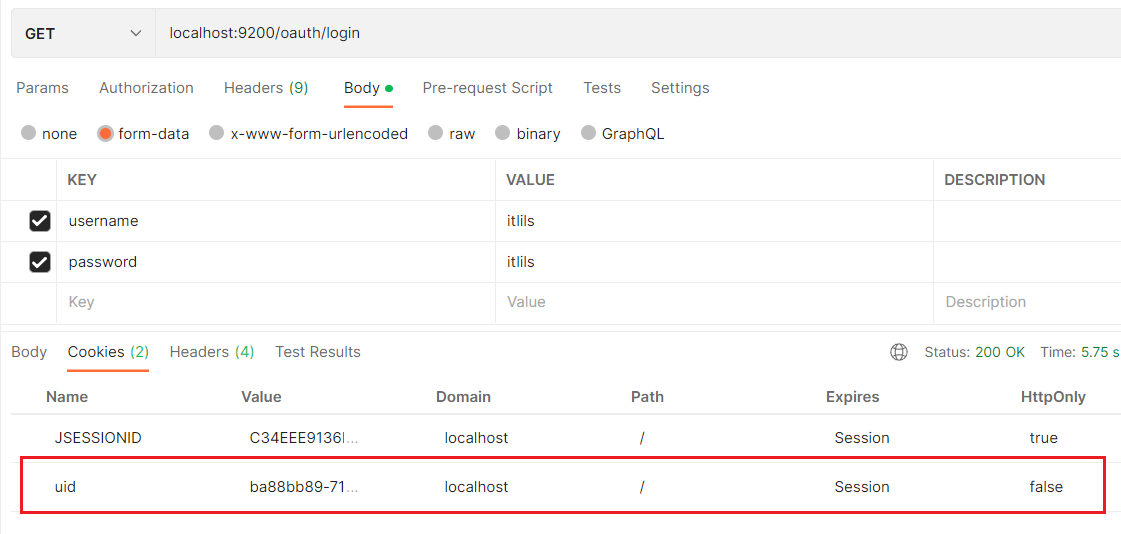 GET localhost:9200/oauth/login
Params Authorization Headers (9) Body Pre-request Script Tests Settings
none form-data x-www-form-urlencoded raw binary GraphQL
KEY VALUE DESCRIPTION
username itlils
password itlils
Key Value Description
Body Cookies (2) Headers (4) Test Results Status: 200 OK Time: 5.75 s
Name Value Domain Path Expires HttpOnly
JSESSIONID C34EEE9136... localhost / Session true
uid ba88bb89-71... localhost / Session false